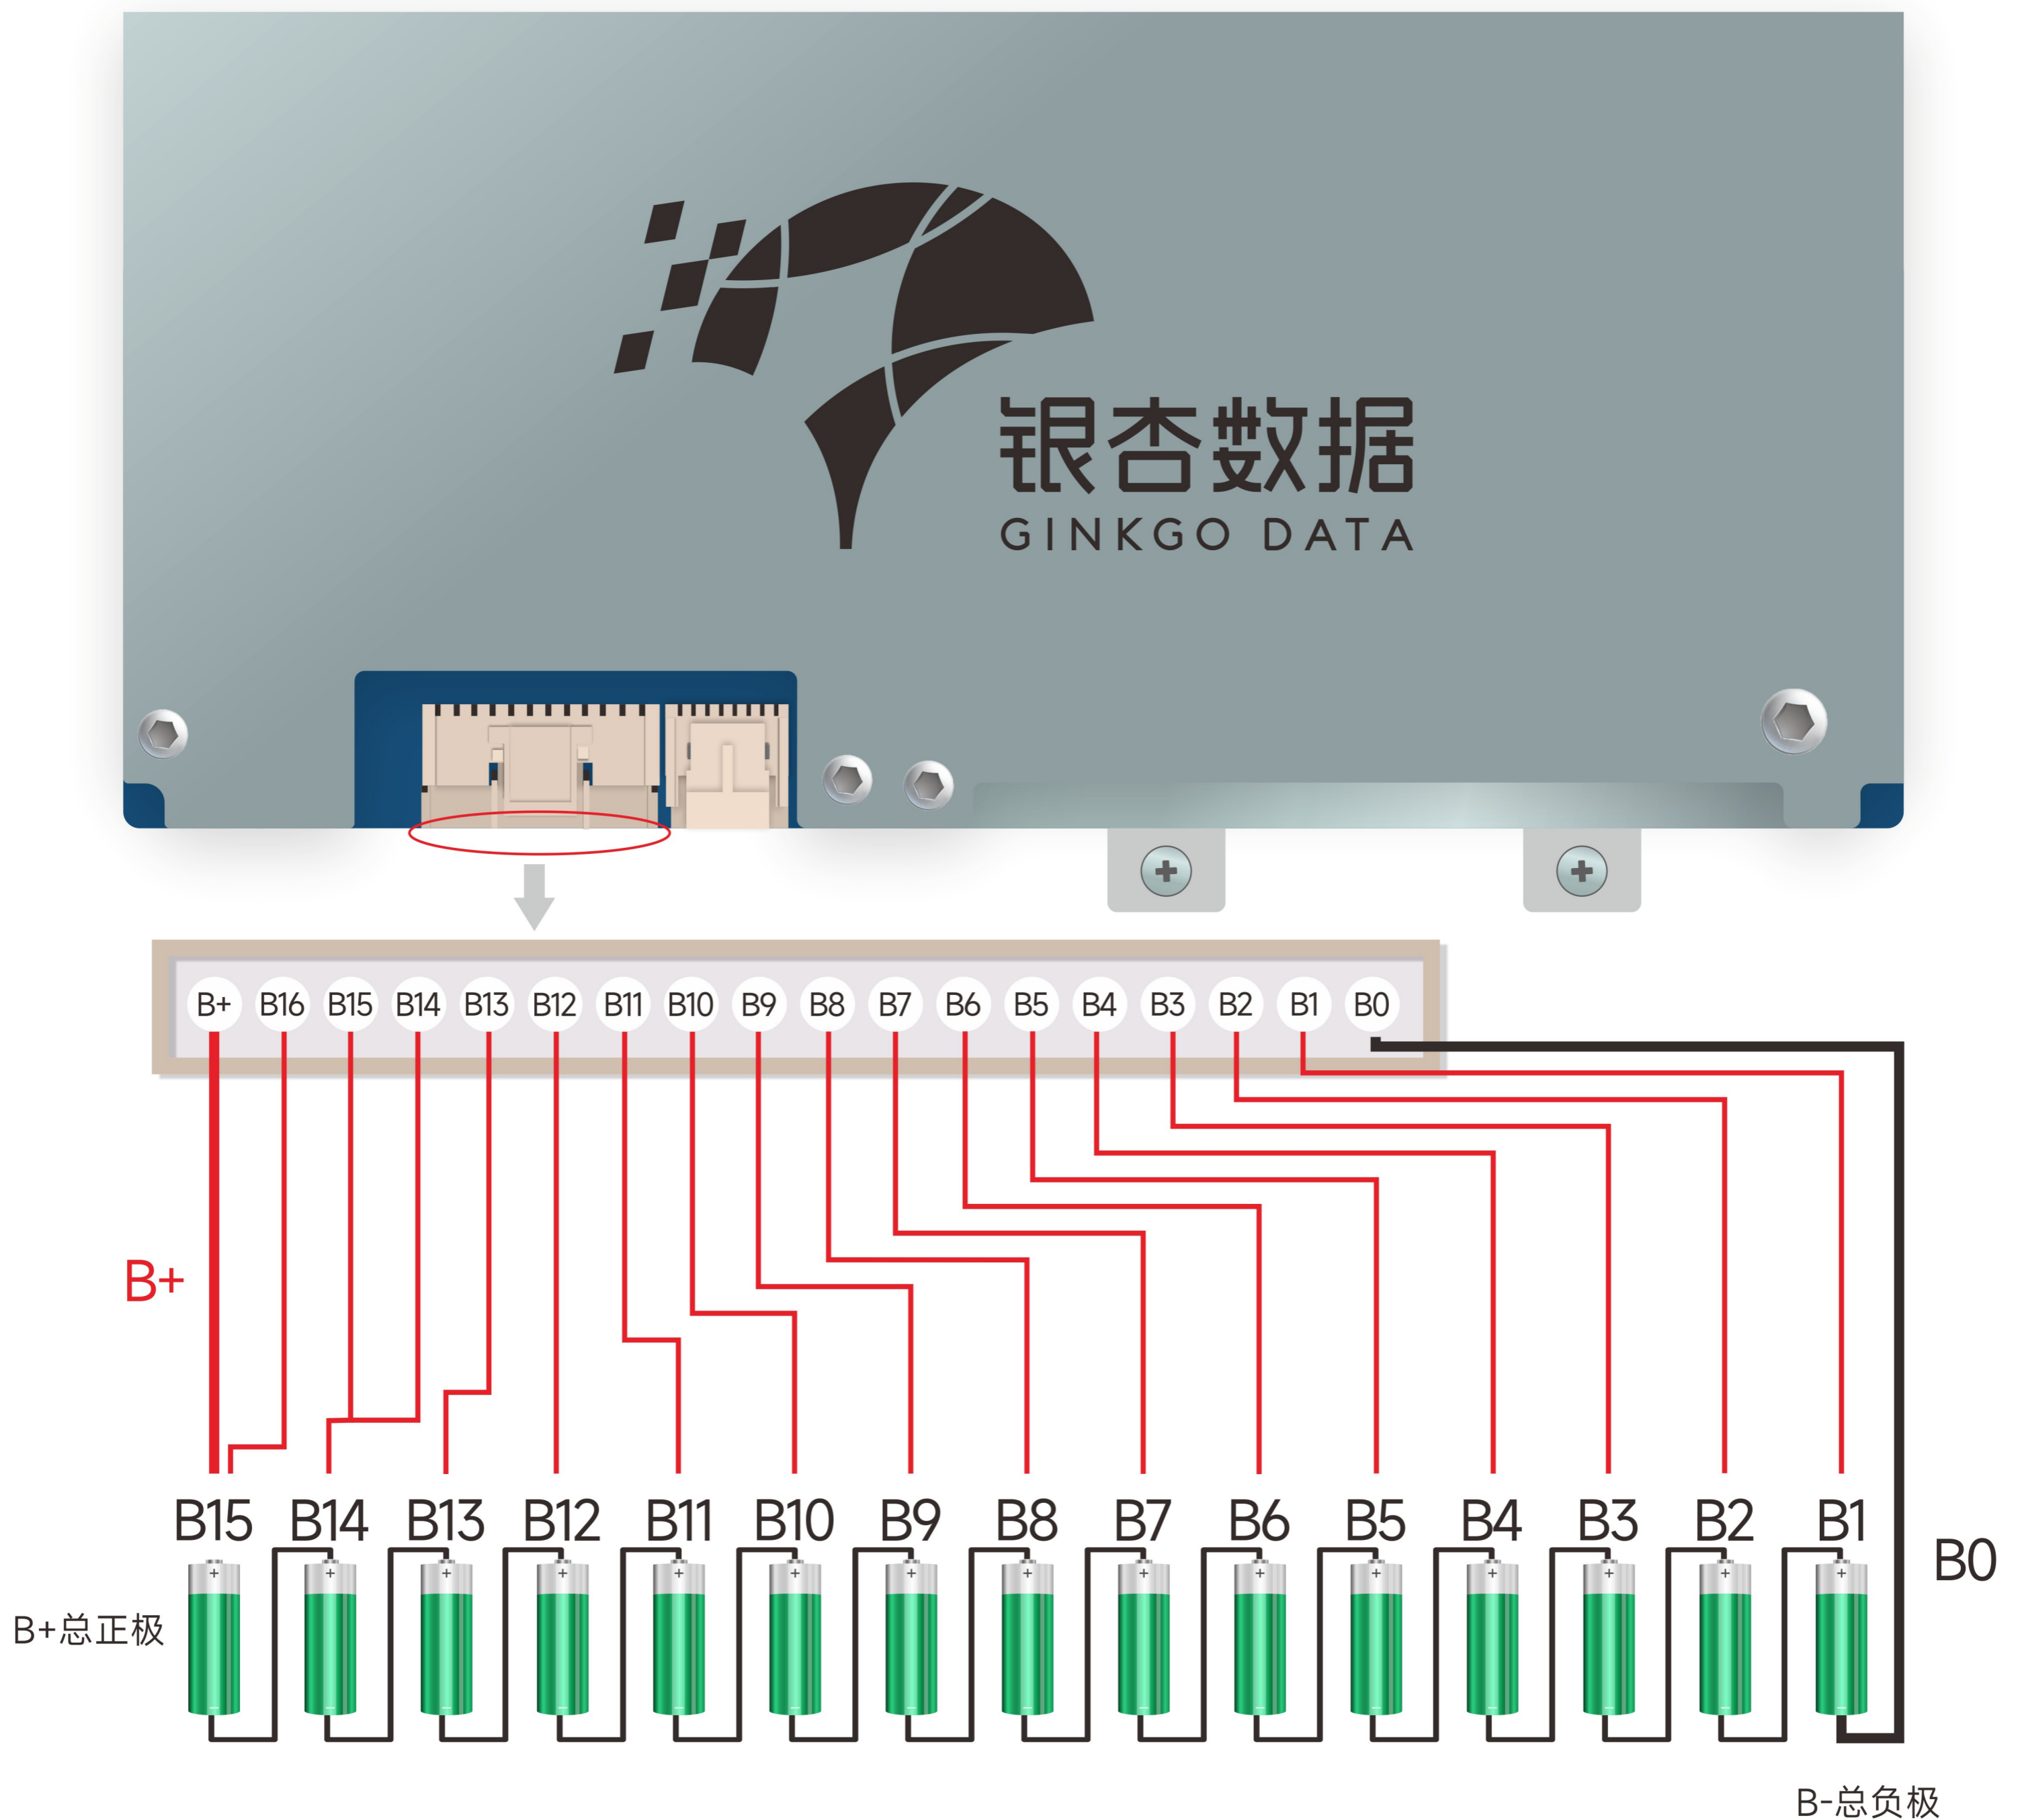 银杏数据
GINKGO DATA
B+ B16 B15 B14 B13 B12 B11 B10 B9 B8 B7 B6 B5 B4 B3 B2 B1 B0
B+
B15 B14 B13 B12 B11 B10 B9 B8 B7 B6 B5 B4 B3 B2 B1
B0
+ + + + + + + + + + + + + + +
B+总正极
B-总负极